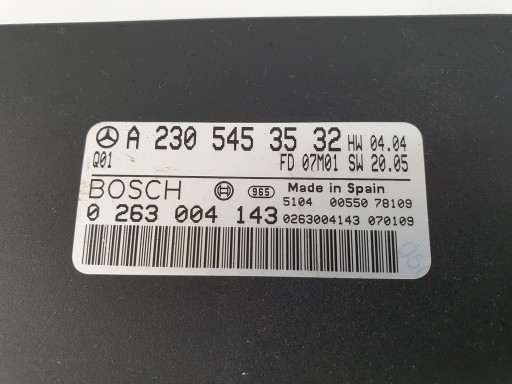 A 230 545 35 32 HW 04.04
Q01 FD 07M01 SW 20.05
BOSCH 965 Made in Spain
5104 00550 78109
0 263 004 143 0263004143 070109